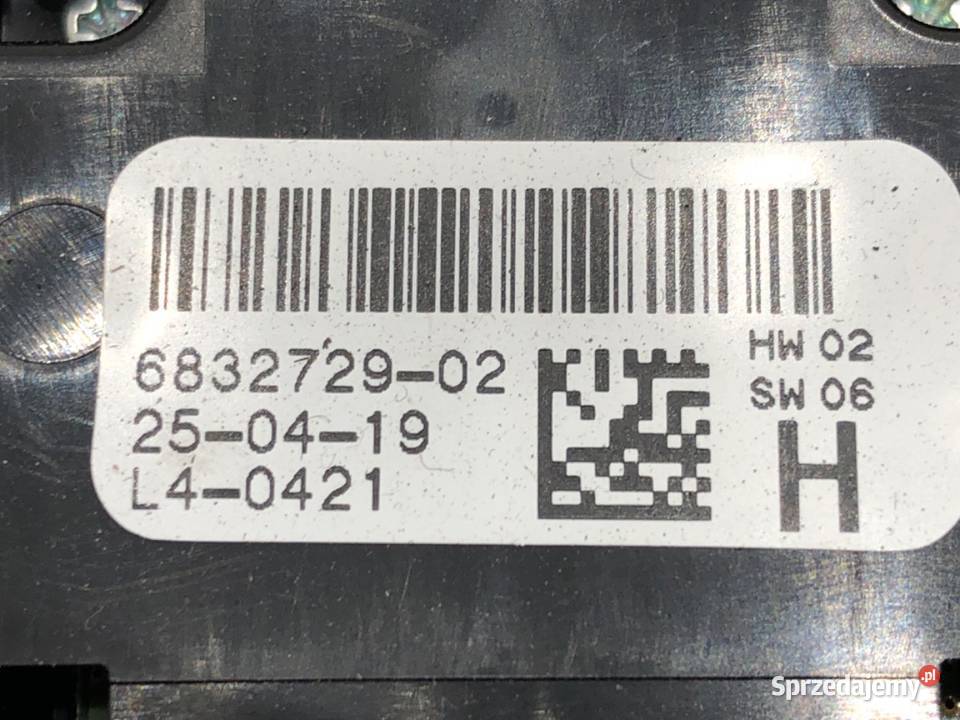 6832729-02
25-04-19
L4-0421
HW 02
SW 06
H
Sprzedajemy.pl